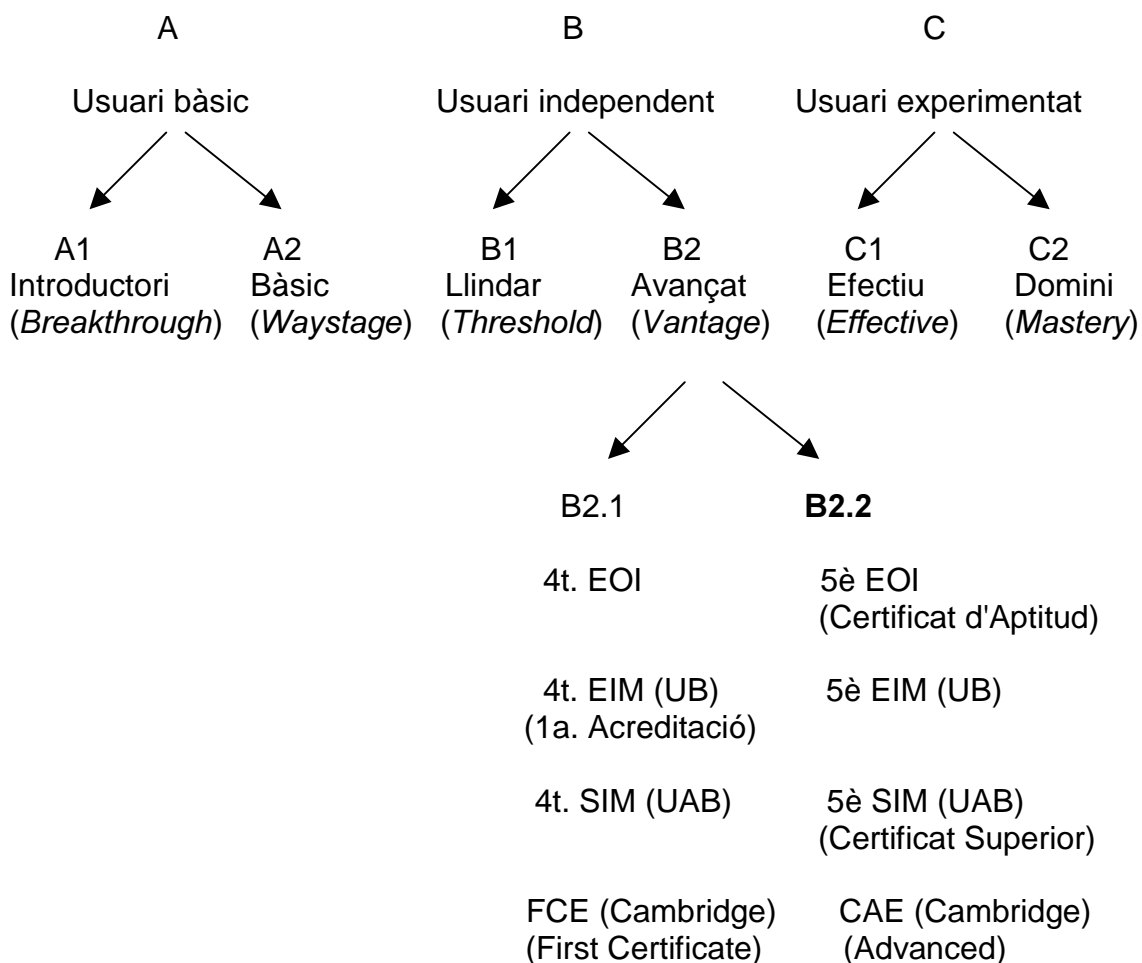 A B C
Usuari bàsic Usuari independent Usuari experimentat
A1 A2 B1 B2 C1 C2
Introductori Bàsic Llindar Avançat Efectiu Domini
(Breakthrough) (Waystage) (Threshold) (Vantage) (Effective) (Mastery)
B2.1 B2.2
4t. EOI 5è EOI
(Certificat d'Aptitud)
4t. EIM (UB) 5è EIM (UB)
(1a. Acreditació)
4t. SIM (UAB) 5è SIM (UAB)
(Certificat Superior)
FCE (Cambridge) CAE (Cambridge)
(First Certificate) (Advanced)